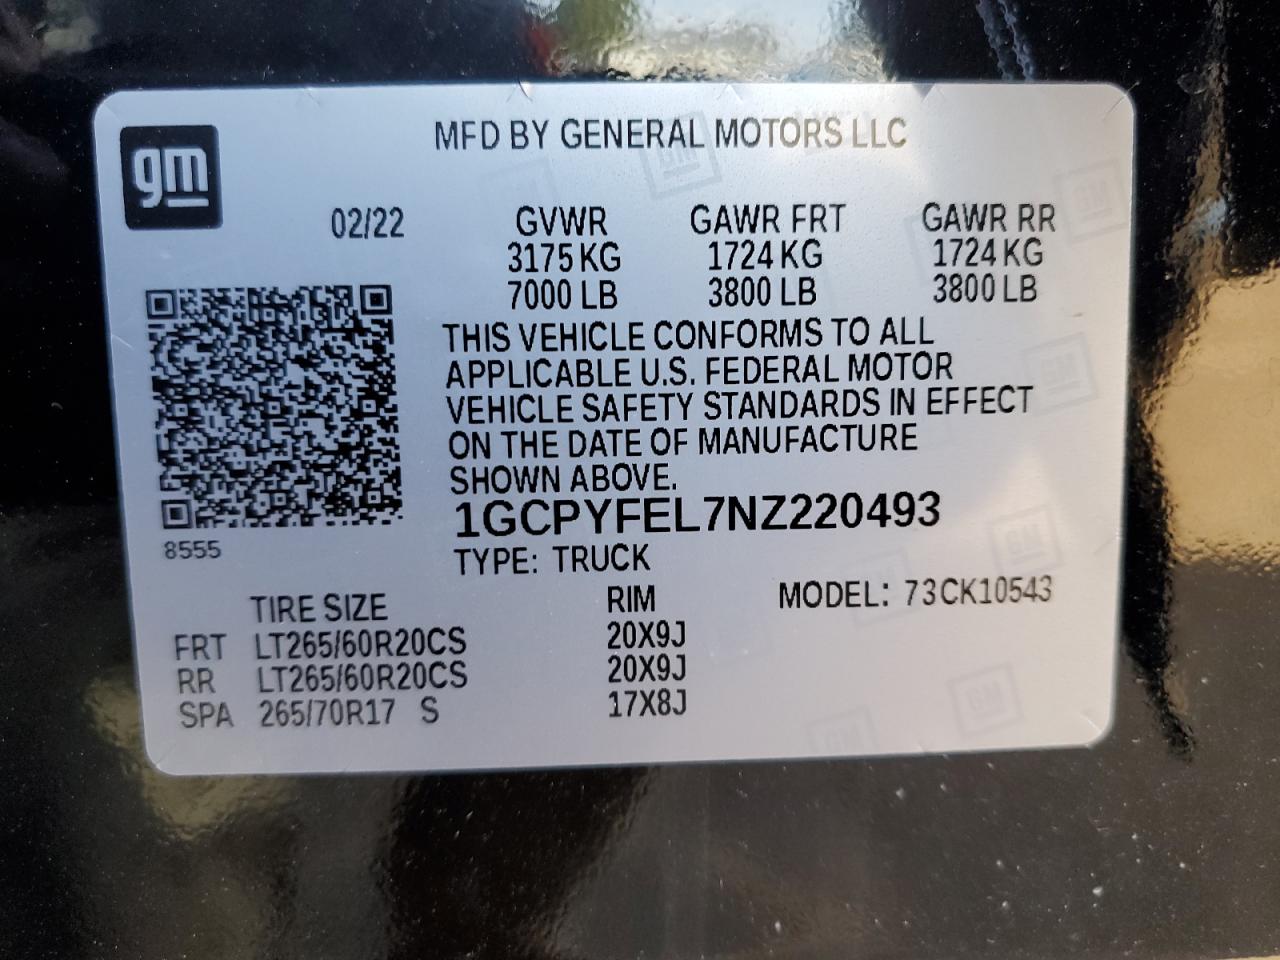 MFD BY GENERAL MOTORS LLC
gm
02/22 GVWR GAWR FRT GAWR RR
3175 KG 1724 KG 1724 KG
7000 LB 3800 LB 3800 LB
THIS VEHICLE CONFORMS TO ALL
APPLICABLE U.S. FEDERAL MOTOR
VEHICLE SAFETY STANDARDS IN EFFECT
ON THE DATE OF MANUFACTURE
SHOWN ABOVE.
1GCPYFEL7NZ220493
8555
TYPE: TRUCK
TIRE SIZE RIM MODEL: 73CK10543
FRT LT265/60R20CS 20X9J
RR LT265/60R20CS 20X9J
SPA 265/70R17 S 17X8J